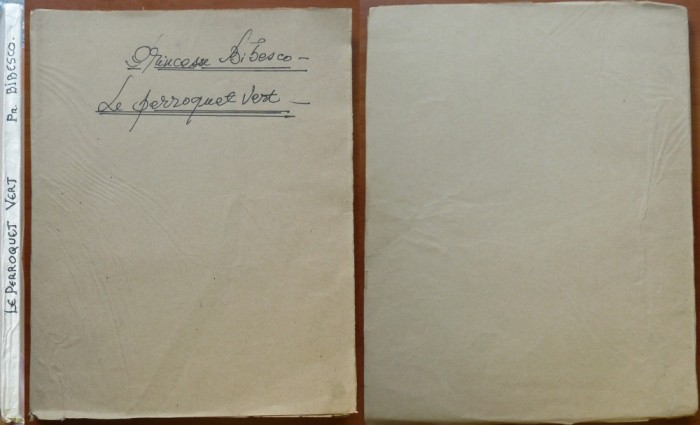 LE PERROQUET VERT PR BIBESCO.
Princesse Bibesco —
Le perroquet vert —